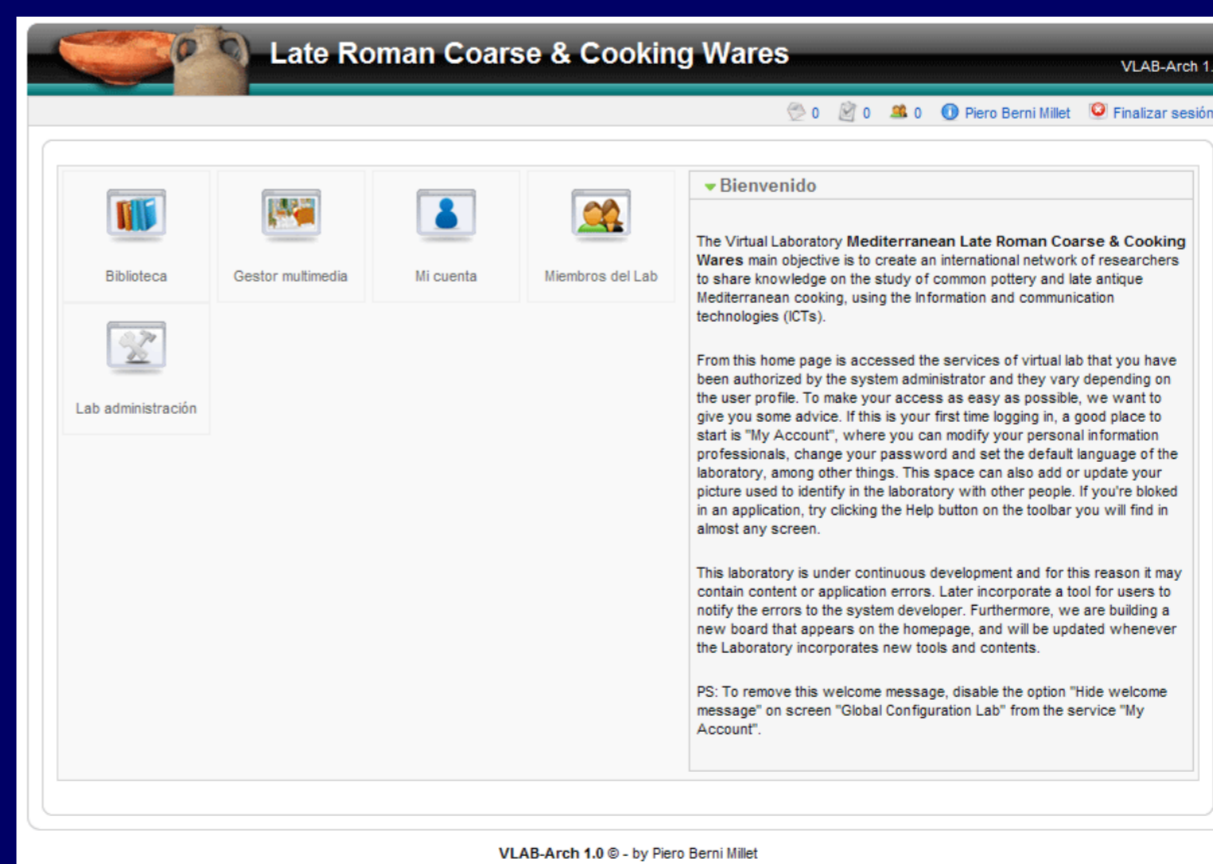 Late Roman Coarse & Cooking Wares
VLAB-Arch 1.
0 0 0 Piero Berni Millet Finalizar sesión
Biblioteca
Gestor multimedia
Mi cuenta
Miembros del Lab
Lab administración
Bienvenido
The Virtual Laboratory Mediterranean Late Roman Coarse & Cooking
Wares main objective is to create an international network of researchers
to share knowledge on the study of common pottery and late antique
Mediterranean cooking, using the Information and communication
technologies (ICTs).
From this home page is accessed the services of virtual lab that you have
been authorized by the system administrator and they vary depending on
the user profile. To make your access as easy as possible, we want to
give you some advice. If this is your first time logging in, a good place to
start is "My Account", where you can modify your personal information
professionals, change your password and set the default language of the
laboratory, among other things. This space can also add or update your
picture used to identify in the laboratory with other people. If you're bloked
in an application, try clicking the Help button on the toolbar you will find in
almost any screen.
This laboratory is under continuous development and for this reason it may
contain content or application errors. Later incorporate a tool for users to
notify the errors to the system developer. Furthermore, we are building a
new board that appears on the homepage, and will be updated whenever
the Laboratory incorporates new tools and contents.
PS: To remove this welcome message, disable the option "Hide welcome
message" on screen "Global Configuration Lab" from the service "My
Account".
VLAB-Arch 1.0 © - by Piero Berni Millet